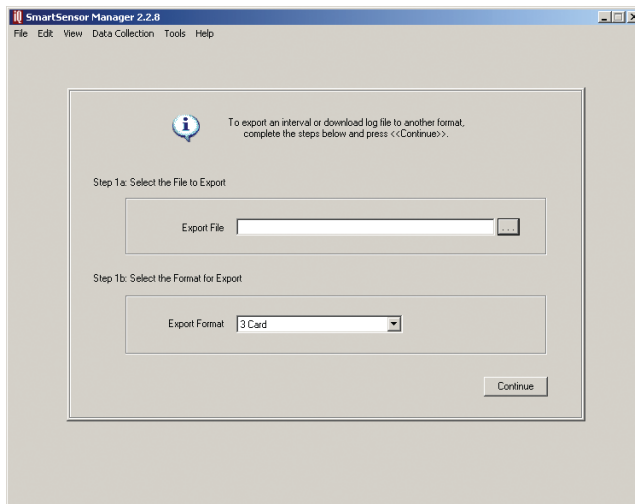 iQ SmartSensor Manager 2.2.8
File Edit View Data Collection Tools Help
To export an interval or download log file to another format,
complete the steps below and press <<Continue>>.
Step 1a: Select the File to Export
Export File
...
Step 1b: Select the Format for Export
Export Format 3 Card
Continue